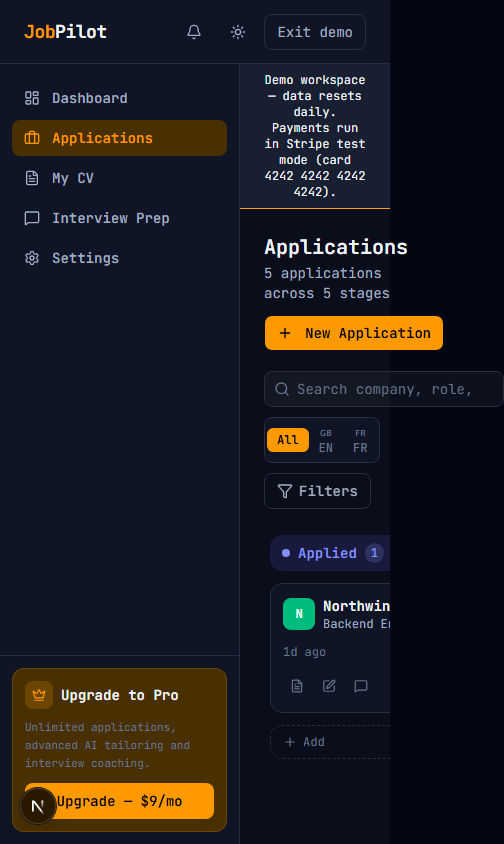 JobPilot
Exit demo
Dashboard
Applications
My CV
Interview Prep
Settings
Upgrade to Pro
Unlimited applications,
advanced AI tailoring and
interview coaching.
Upgrade — $9/mo
N
Demo workspace
— data resets
daily.
Payments run
in Stripe test
mode (card
4242 4242 4242
4242).
Applications
5 applications
across 5 stages
+ New Application
Search company, role,
All
GB
EN
FR
FR
Filters
Applied 1
N
Northwin
Backend En
1d ago
+ Add